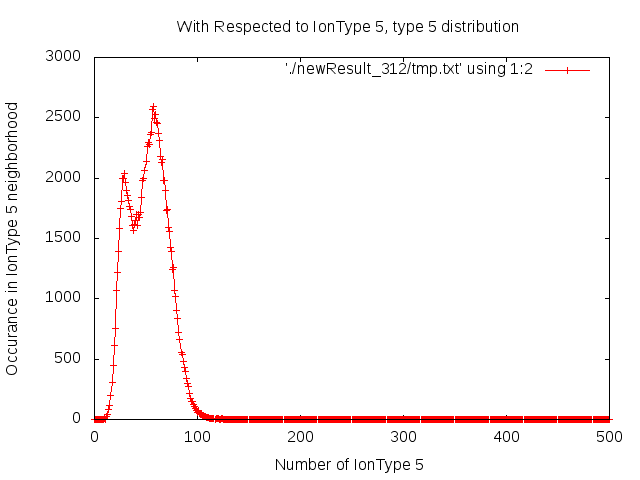 With Respected to IonType 5, type 5 distribution
'./newResult_312/tmp.txt' using 1:2
3000
2500
2000
1500
1000
500
0
Occurance in IonType 5 neighborhood
0 100 200 300 400 500
Number of IonType 5